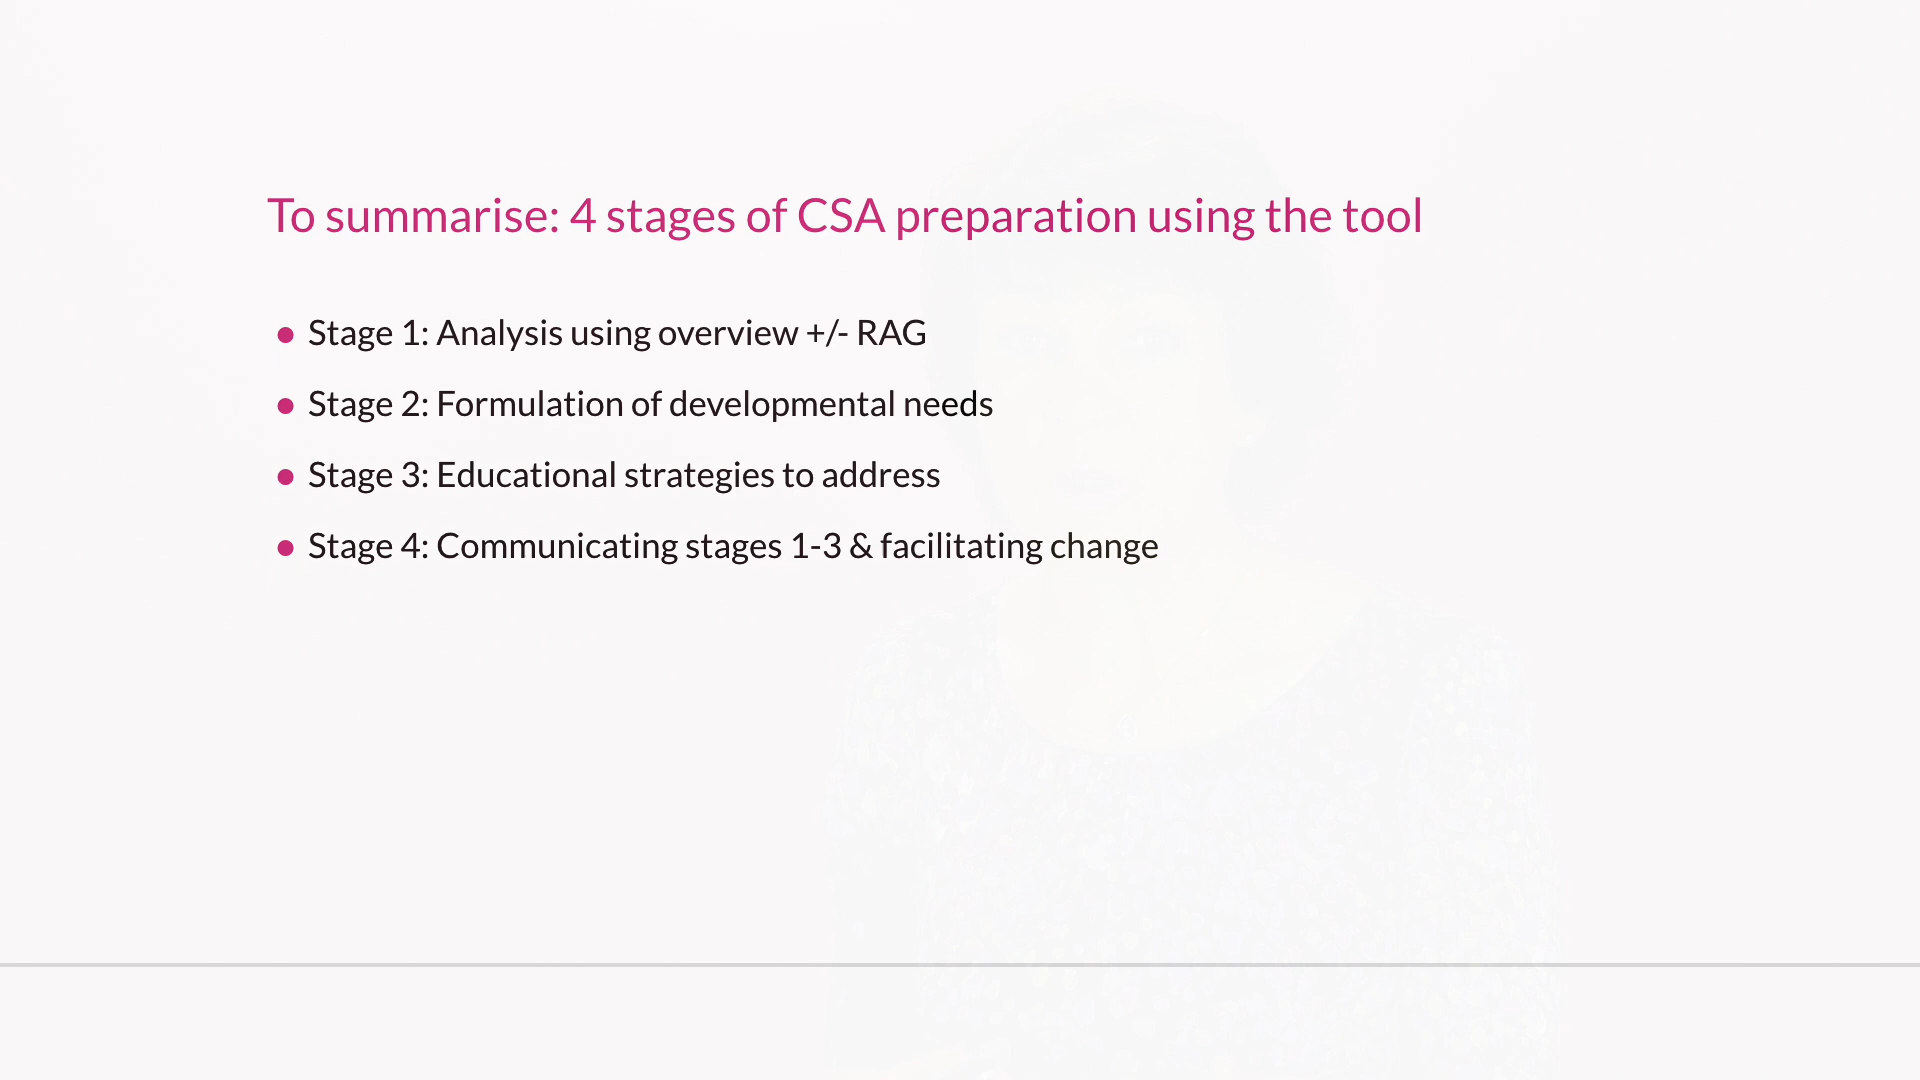 To summarise: 4 stages of CSA preparation using the tool
● Stage 1: Analysis using overview +/- RAG
● Stage 2: Formulation of developmental needs
● Stage 3: Educational strategies to address
● Stage 4: Communicating stages 1-3 & facilitating change